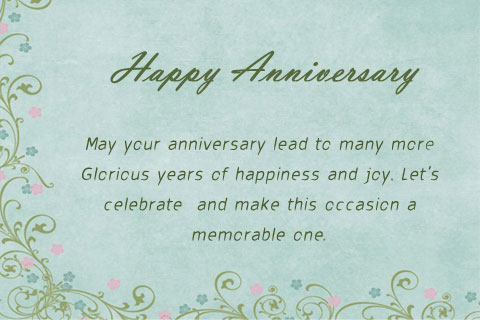 Happy Anniversary
May your anniversary lead to many more
Glorious years of happiness and joy. Let's
celebrate  and make this occasion a
memorable one.